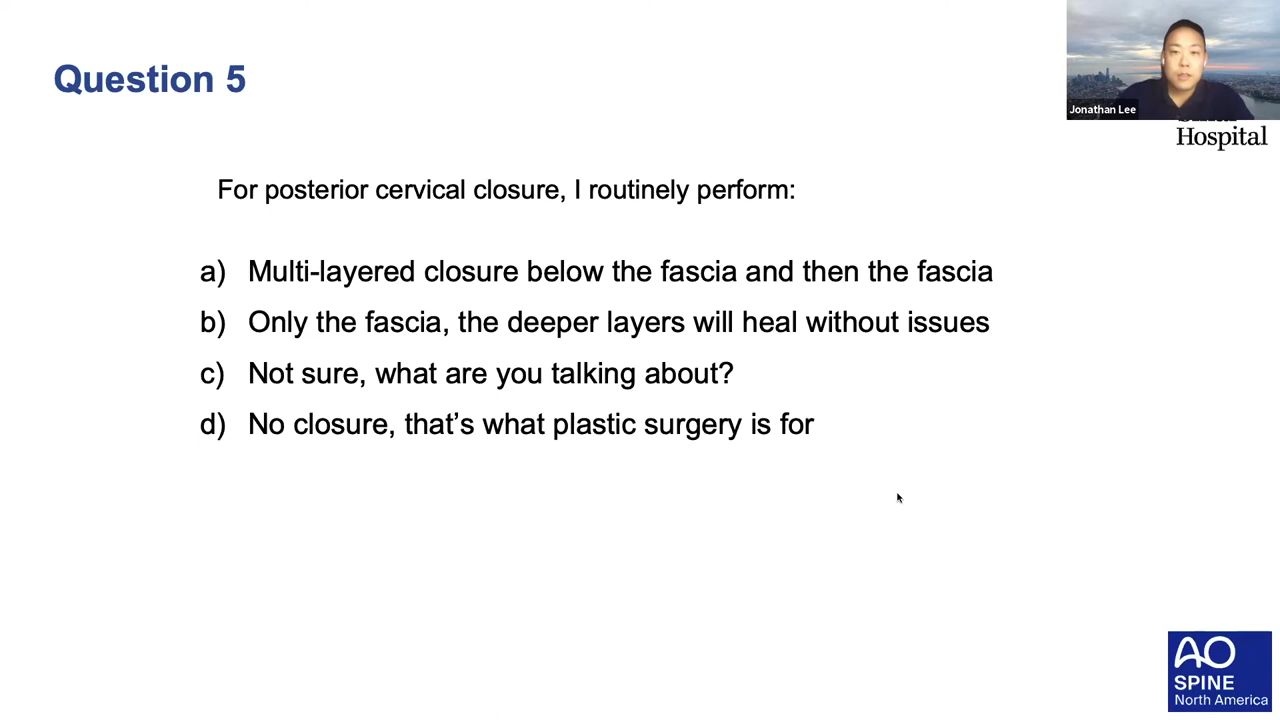 Question 5
Jonathan Lee
Hospital
For posterior cervical closure, I routinely perform:
a) Multi-layered closure below the fascia and then the fascia
b) Only the fascia, the deeper layers will heal without issues
c) Not sure, what are you talking about?
d) No closure, that’s what plastic surgery is for
AO
SPINE
North America